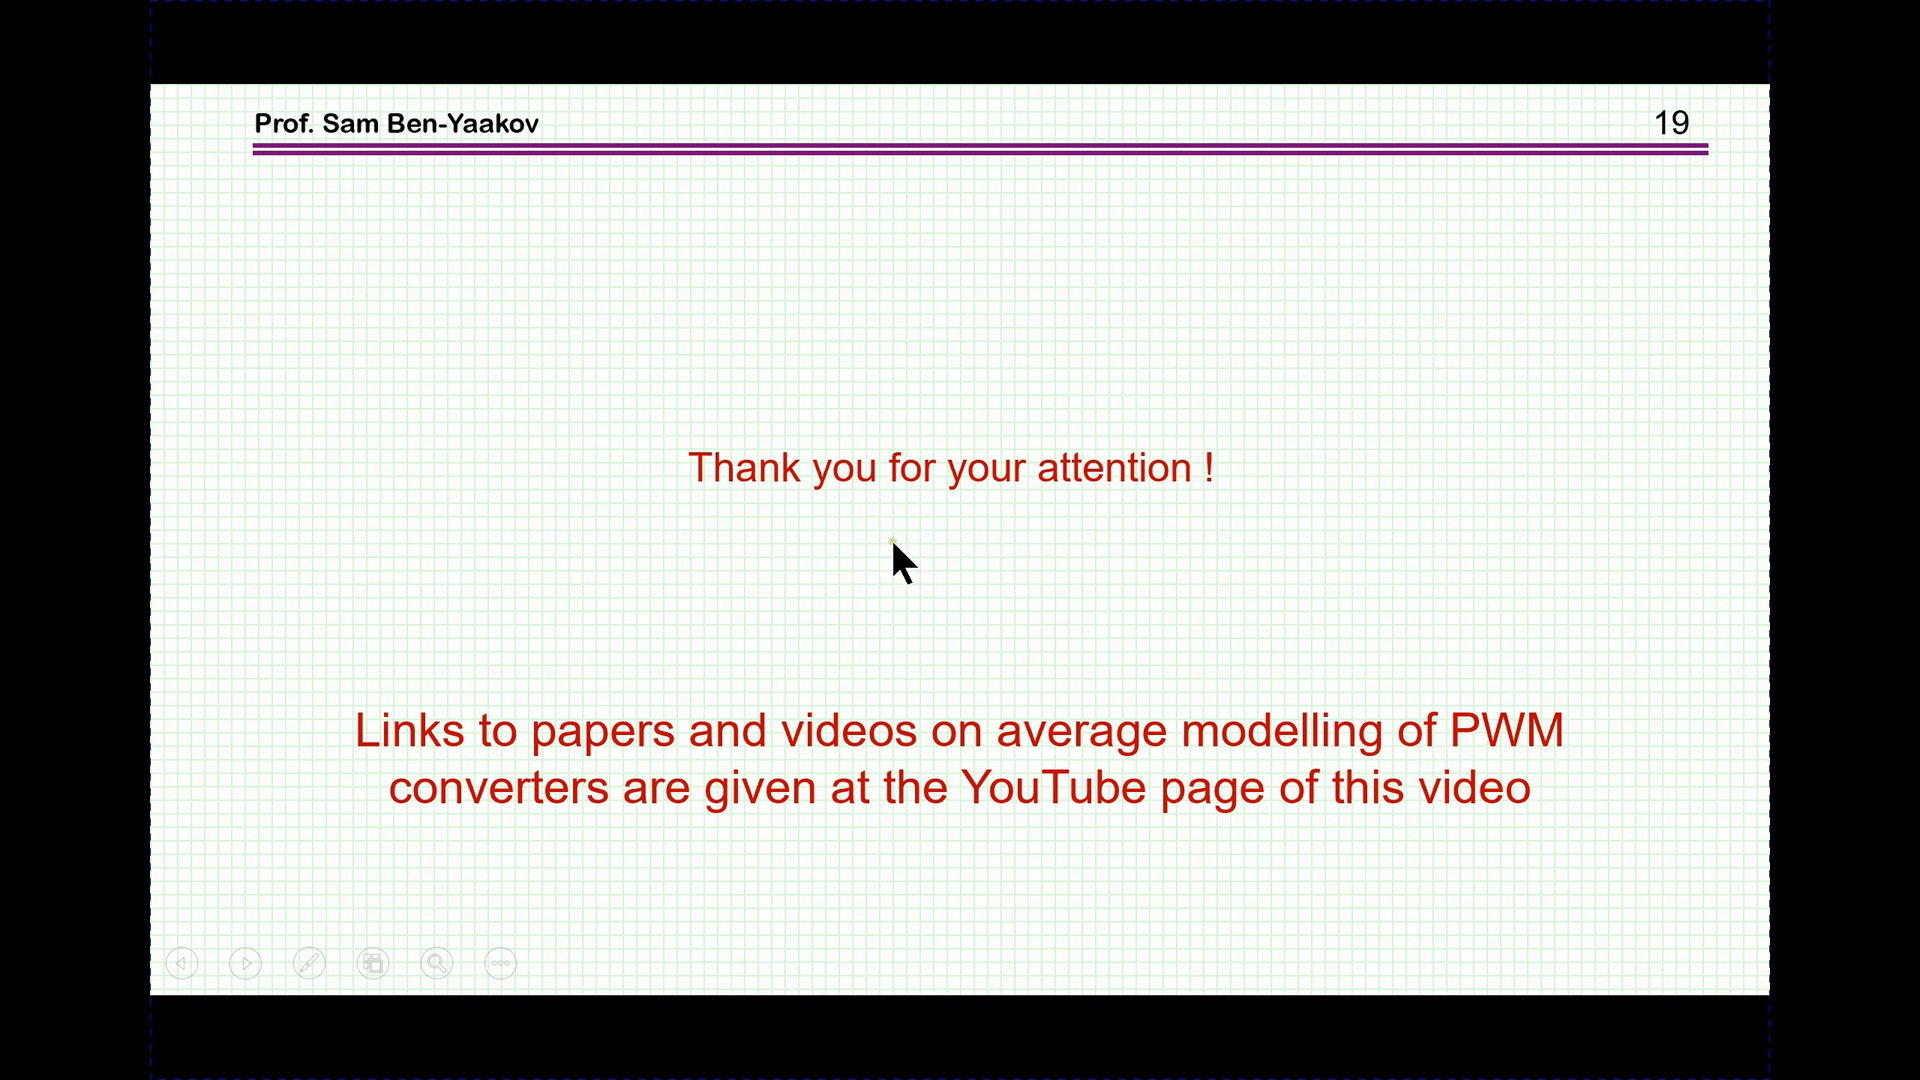 Prof. Sam Ben-Yaakov
19
Thank you for your attention !
Links to papers and videos on average modelling of PWM
converters are given at the YouTube page of this video